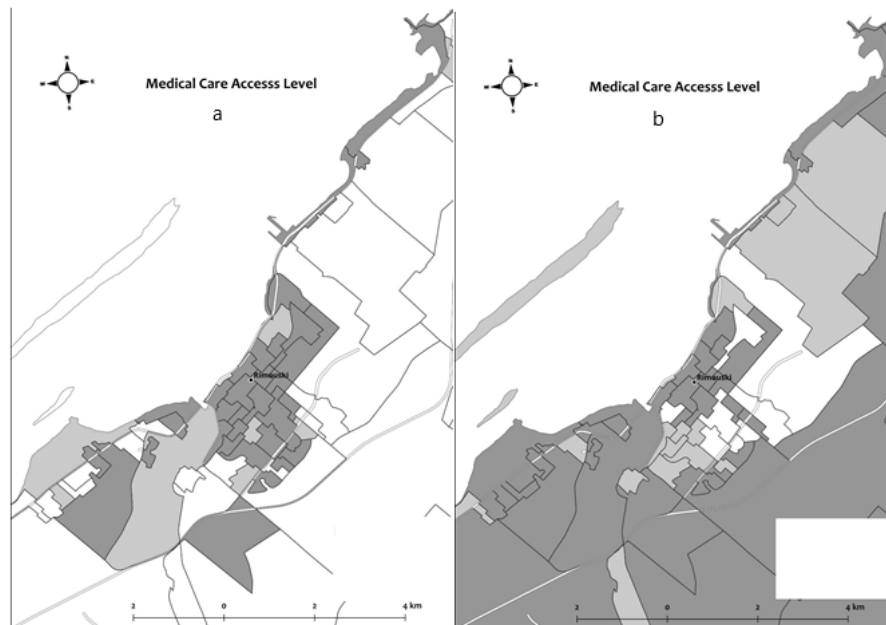 N
W E
S
Medical Care Accesss Level
a
Rimouski
2 0 2 4 km
N
W E
S
Medical Care Accesss Level
b
Rimouski
2 0 2 4 km